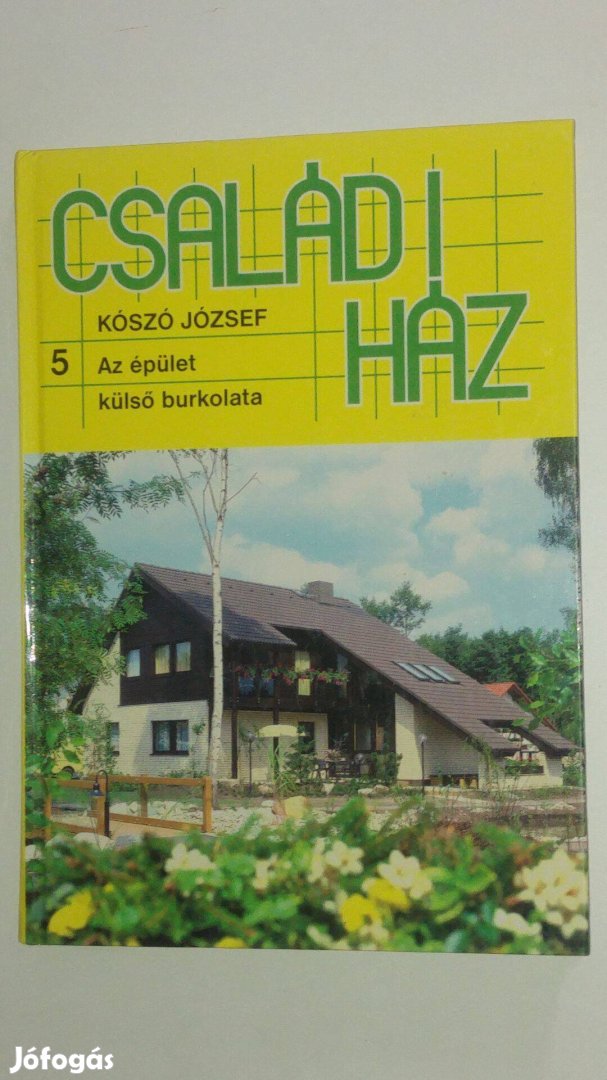 CSALÁDI
HÁZ
KÓSZÓ JÓZSEF
5 Az épület
külső burkolata
Jófogás